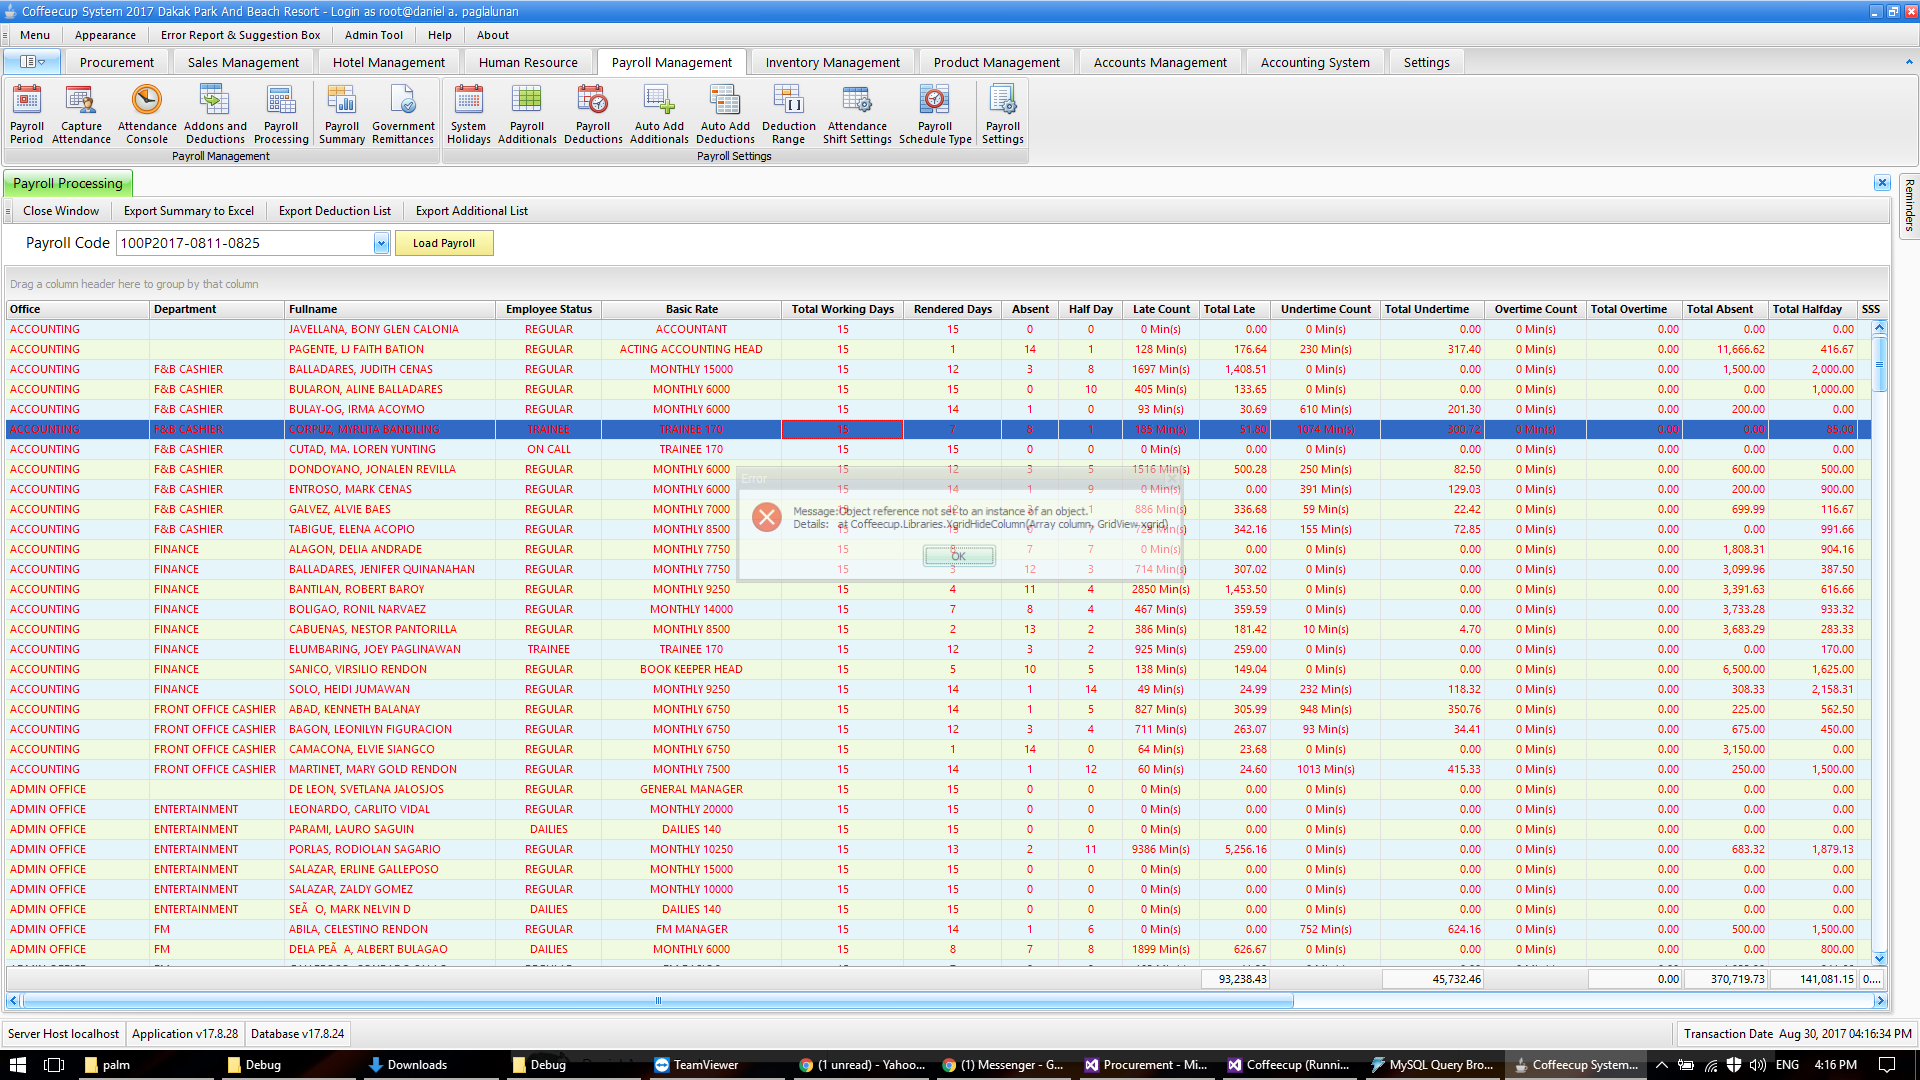 Coffeecup System 2017 Dakak Park And Beach Resort - Login as root@daniel a. paglalunan
Menu Appearance Error Report & Suggestion Box Admin Tool Help About
Procurement Sales Management Hotel Management Human Resource Payroll Management Inventory Management Product Management Accounts Management Accounting System Settings
Payroll Period Capture Attendance Attendance Console Addons and Deductions Payroll Processing Payroll Summary Government Remittances System Holidays Payroll Additionals Payroll Deductions Auto Add Additionals Auto Add Deductions Deduction Range Attendance Shift Settings Payroll Schedule Type Payroll Settings
Payroll Management Payroll Settings
Payroll Processing
Reminders
Close Window Export Summary to Excel Export Deduction List Export Additional List
Payroll Code 100P2017-0811-0825 Load Payroll
Drag a column header here to group by that column
Office Department Fullname Employee Status Basic Rate Total Working Days Rendered Days Absent Half Day Late Count Total Late Undertime Count Total Undertime Overtime Count Total Overtime Total Absent Total Halfday SSS
ACCOUNTING JAVELLANA, BONY GLEN CALONIA REGULAR ACCOUNTANT 15 15 0 0 0 Min(s) 0.00 0 Min(s) 0.00 0 Min(s) 0.00 0.00 0.00
ACCOUNTING PAGENTE, LJ FAITH BATION REGULAR ACTING ACCOUNTING HEAD 15 1 14 1 128 Min(s) 176.64 230 Min(s) 317.40 0 Min(s) 0.00 11,666.62 416.67
ACCOUNTING F&B CASHIER BALLADARES, JUDITH CENAS REGULAR MONTHLY 15000 15 12 3 8 1697 Min(s) 1,408.51 0 Min(s) 0.00 0 Min(s) 0.00 1,500.00 2,000.00
ACCOUNTING F&B CASHIER BULARON, ALINE BALLADARES REGULAR MONTHLY 6000 15 15 0 10 405 Min(s) 133.65 0 Min(s) 0.00 0 Min(s) 0.00 0.00 1,000.00
ACCOUNTING F&B CASHIER BULAY-OG, IRMA ACOYMO REGULAR MONTHLY 6000 15 14 1 0 93 Min(s) 30.69 610 Min(s) 201.30 0 Min(s) 0.00 200.00 0.00
ACCOUNTING F&B CASHIER CORPUZ, MYRLITA BANDILING TRAINEE TRAINEE 170 15 7 8 1 185 Min(s) 51.80 1074 Min(s) 300.72 0 Min(s) 0.00 0.00 85.00
ACCOUNTING F&B CASHIER CUTAD, MA. LOREN YUNTING ON CALL TRAINEE 170 15 15 0 0 0 Min(s) 0.00 0 Min(s) 0.00 0 Min(s) 0.00 0.00 0.00
ACCOUNTING F&B CASHIER DONDOYANO, JONALEN REVILLA REGULAR MONTHLY 6000 15 12 3 5 1516 Min(s) 500.28 250 Min(s) 82.50 0 Min(s) 0.00 600.00 500.00
Error
ACCOUNTING F&B CASHIER ENTROSO, MARK CENAS REGULAR MONTHLY 6000 15 14 1 9 0 Min(s) 0.00 391 Min(s) 129.03 0 Min(s) 0.00 200.00 900.00
ACCOUNTING F&B CASHIER GALVEZ, ALVIE BAES REGULAR MONTHLY 7000 1 886 Min(s) 336.68 59 Min(s) 22.42 0 Min(s) 0.00 699.99 116.67
Message: Object reference not set to an instance of an object.
Details: at Coffeecup.Libraries.XgridHideColumn(Array column, GridView xgrid)
ACCOUNTING F&B CASHIER TABIGUE, ELENA ACOPIO REGULAR MONTHLY 8500 342.16 155 Min(s) 72.85 0 Min(s) 0.00 0.00 991.66
ACCOUNTING FINANCE ALAGON, DELIA ANDRADE REGULAR MONTHLY 7750 15 7 7 0 Min(s) 0.00 0 Min(s) 0.00 0 Min(s) 0.00 1,808.31 904.16
OK
ACCOUNTING FINANCE BALLADARES, JENIFER QUINANAHAN REGULAR MONTHLY 7750 15 3 12 3 714 Min(s) 307.02 0 Min(s) 0.00 0 Min(s) 0.00 3,099.96 387.50
ACCOUNTING FINANCE BANTILAN, ROBERT BAROY REGULAR MONTHLY 9250 15 4 11 4 2850 Min(s) 1,453.50 0 Min(s) 0.00 0 Min(s) 0.00 3,391.63 616.66
ACCOUNTING FINANCE BOLIGAO, RONIL NARVAEZ REGULAR MONTHLY 14000 15 7 8 4 467 Min(s) 359.59 0 Min(s) 0.00 0 Min(s) 0.00 3,733.28 933.32
ACCOUNTING FINANCE CABUENAS, NESTOR PANTORILLA REGULAR MONTHLY 8500 15 2 13 2 386 Min(s) 181.42 10 Min(s) 4.70 0 Min(s) 0.00 3,683.29 283.33
ACCOUNTING FINANCE ELUMBARING, JOEY PAGLINAWAN TRAINEE TRAINEE 170 15 12 3 2 925 Min(s) 259.00 0 Min(s) 0.00 0 Min(s) 0.00 0.00 170.00
ACCOUNTING FINANCE SANICO, VIRSILIO RENDON REGULAR BOOK KEEPER HEAD 15 5 10 5 138 Min(s) 149.04 0 Min(s) 0.00 0 Min(s) 0.00 6,500.00 1,625.00
ACCOUNTING FINANCE SOLO, HEIDI JUMAWAN REGULAR MONTHLY 9250 15 14 1 14 49 Min(s) 24.99 232 Min(s) 118.32 0 Min(s) 0.00 308.33 2,158.31
ACCOUNTING FRONT OFFICE CASHIER ABAD, KENNETH BALANAY REGULAR MONTHLY 6750 15 14 1 5 827 Min(s) 305.99 948 Min(s) 350.76 0 Min(s) 0.00 225.00 562.50
ACCOUNTING FRONT OFFICE CASHIER BAGON, LEONILYN FIGURACION REGULAR MONTHLY 6750 15 12 3 4 711 Min(s) 263.07 93 Min(s) 34.41 0 Min(s) 0.00 675.00 450.00
ACCOUNTING FRONT OFFICE CASHIER CAMACONA, ELVIE SIANGCO REGULAR MONTHLY 6750 15 1 14 0 64 Min(s) 23.68 0 Min(s) 0.00 0 Min(s) 0.00 3,150.00 0.00
ACCOUNTING FRONT OFFICE CASHIER MARTINET, MARY GOLD RENDON REGULAR MONTHLY 7500 15 14 1 12 60 Min(s) 24.60 1013 Min(s) 415.33 0 Min(s) 0.00 250.00 1,500.00
ADMIN OFFICE DE LEON, SVETLANA JALOSJOS REGULAR GENERAL MANAGER 15 15 0 0 0 Min(s) 0.00 0 Min(s) 0.00 0 Min(s) 0.00 0.00 0.00
ADMIN OFFICE ENTERTAINMENT LEONARDO, CARLITO VIDAL REGULAR MONTHLY 20000 15 15 0 0 0 Min(s) 0.00 0 Min(s) 0.00 0 Min(s) 0.00 0.00 0.00
ADMIN OFFICE ENTERTAINMENT PARAMI, LAURO SAGUIN DAILIES DAILIES 140 15 15 0 0 0 Min(s) 0.00 0 Min(s) 0.00 0 Min(s) 0.00 0.00 0.00
ADMIN OFFICE ENTERTAINMENT PORLAS, RODIOLAN SAGARIO REGULAR MONTHLY 10250 15 13 2 11 9386 Min(s) 5,256.16 0 Min(s) 0.00 0 Min(s) 0.00 683.32 1,879.13
ADMIN OFFICE ENTERTAINMENT SALAZAR, ERLINE GALLEPOSO REGULAR MONTHLY 15000 15 15 0 0 0 Min(s) 0.00 0 Min(s) 0.00 0 Min(s) 0.00 0.00 0.00
ADMIN OFFICE ENTERTAINMENT SALAZAR, ZALDY GOMEZ REGULAR MONTHLY 10000 15 15 0 0 0 Min(s) 0.00 0 Min(s) 0.00 0 Min(s) 0.00 0.00 0.00
ADMIN OFFICE ENTERTAINMENT SEÃ O, MARK NELVIN D DAILIES DAILIES 140 15 15 0 0 0 Min(s) 0.00 0 Min(s) 0.00 0 Min(s) 0.00 0.00 0.00
ADMIN OFFICE FM ABILA, CELESTINO RENDON REGULAR FM MANAGER 15 14 1 6 0 Min(s) 0.00 752 Min(s) 624.16 0 Min(s) 0.00 500.00 1,500.00
ADMIN OFFICE FM DELA PEÃ A, ALBERT BULAGAO DAILIES MONTHLY 6000 15 8 7 8 1899 Min(s) 626.67 0 Min(s) 0.00 0 Min(s) 0.00 0.00 800.00
93,238.43 45,732.46 0.00 370,719.73 141,081.15 0....
Server Host localhost Application v17.8.28 Database v17.8.24 Transaction Date Aug 30, 2017 04:16:34 PM
palm Debug Downloads Debug TeamViewer (1 unread) - Yahoo... (1) Messenger - G... Procurement - Mi... Coffeecup (Runni... MySQL Query Bro... Coffeecup System... ENG 4:16 PM